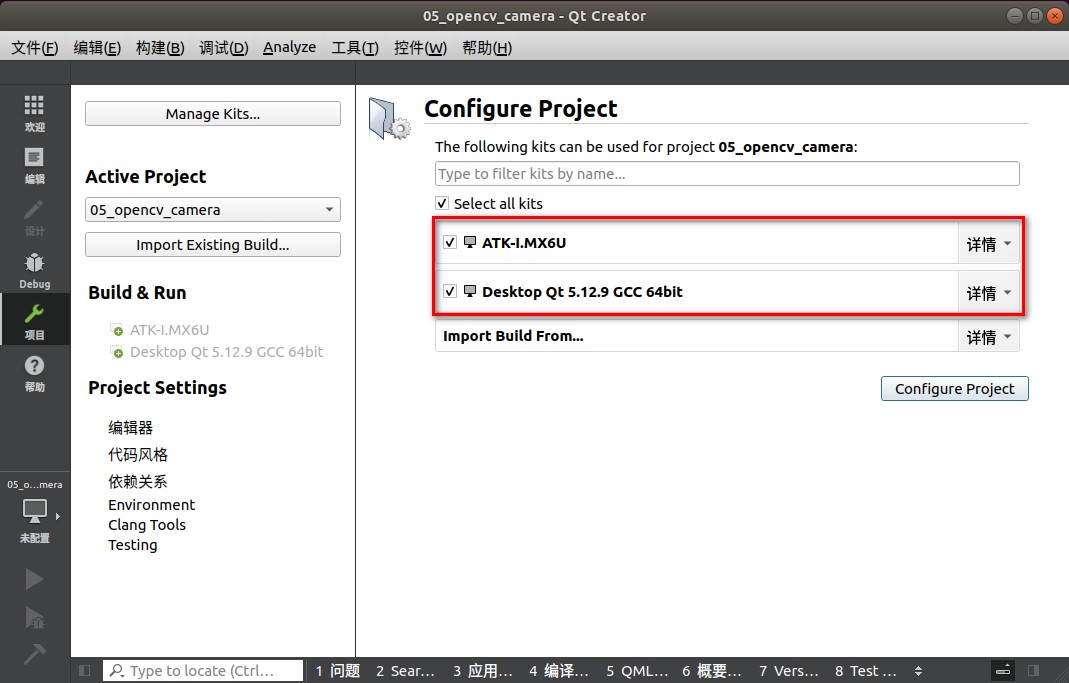 05_opencv_camera - Qt Creator
文件(F) 编辑(E) 构建(B) 调试(D) Analyze 工具(T) 控件(W) 帮助(H)
欢迎
编辑
设计
Debug
项目
帮助
05_o...mera
未配置
Manage Kits...
Active Project
05_opencv_camera
Import Existing Build...
Build & Run
ATK-I.MX6U
Desktop Qt 5.12.9 GCC 64bit
Project Settings
编辑器
代码风格
依赖关系
Environment
Clang Tools
Testing
Configure Project
The following kits can be used for project 05_opencv_camera:
Type to filter kits by name...
Select all kits
ATK-I.MX6U 详情
Desktop Qt 5.12.9 GCC 64bit 详情
Import Build From... 详情
Configure Project
Type to locate (Ctrl... 1 问题 2 Sear... 3 应用... 4 编译... 5 QML... 6 概要... 7 Vers... 8 Test ...